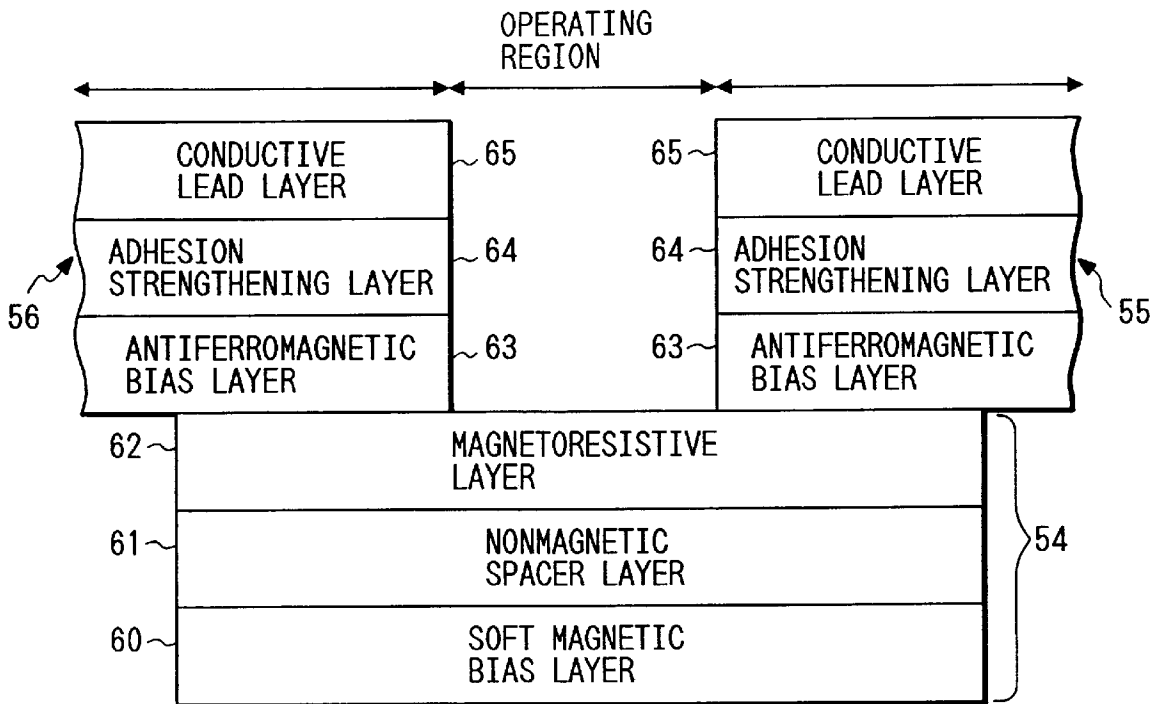 OPERATING
REGION
CONDUCTIVE
LEAD LAYER
65
65
CONDUCTIVE
LEAD LAYER
ADHESION
STRENGTHENING LAYER
64
64
ADHESION
STRENGTHENING LAYER
56
55
ANTIFERROMAGNETIC
BIAS LAYER
63
63
ANTIFERROMAGNETIC
BIAS LAYER
62
MAGNETORESISTIVE
LAYER
61
NONMAGNETIC
SPACER LAYER
54
60
SOFT MAGNETIC
BIAS LAYER